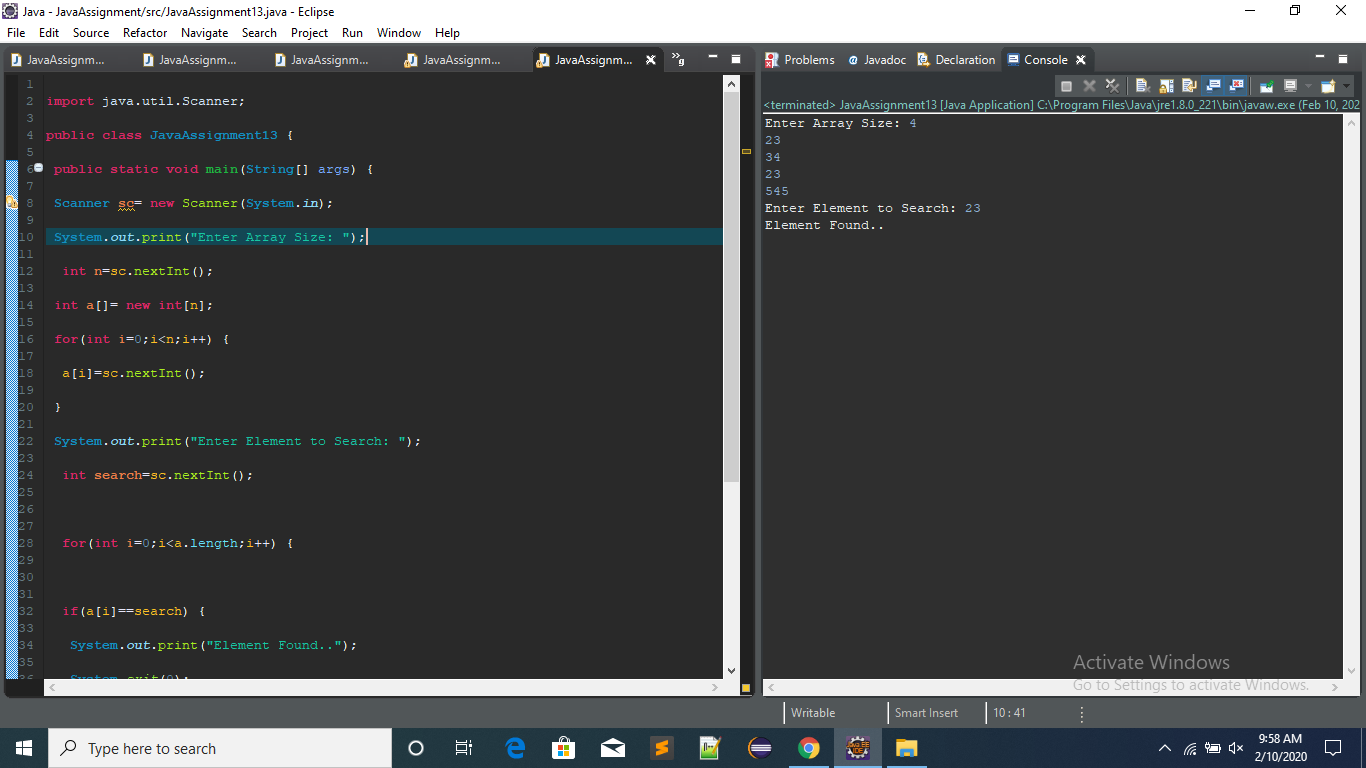 Java - JavaAssignment/src/JavaAssignment13.java - Eclipse
File Edit Source Refactor Navigate Search Project Run Window Help
JavaAssignm... JavaAssignm... JavaAssignm... JavaAssignm... JavaAssignm... »9
1
2 import java.util.Scanner;
3
4 public class JavaAssignment13 {
5
6 public static void main(String[] args) {
7
8 Scanner sc= new Scanner(System.in);
9
10 System.out.print("Enter Array Size: ");
11
12 int n=sc.nextInt();
13
14 int a[]= new int[n];
15
16 for(int i=0;i<n;i++) {
17
18 a[i]=sc.nextInt();
19
20 }
21
22 System.out.print("Enter Element to Search: ");
23
24 int search=sc.nextInt();
25
26
27
28 for(int i=0;i<a.length;i++) {
29
30
31
32 if(a[i]==search) {
33
34 System.out.print("Element Found..");
35
36 System.exit(0);
Problems Javadoc Declaration Console
<terminated> JavaAssignment13 [Java Application] C:\Program Files\Java\jre1.8.0_221\bin\javaw.exe (Feb 10, 202
Enter Array Size: 4
23
34
23
545
Enter Element to Search: 23
Element Found..
Activate Windows
Go to Settings to activate Windows.
Writable Smart Insert 10 : 41
Type here to search
9:58 AM
2/10/2020